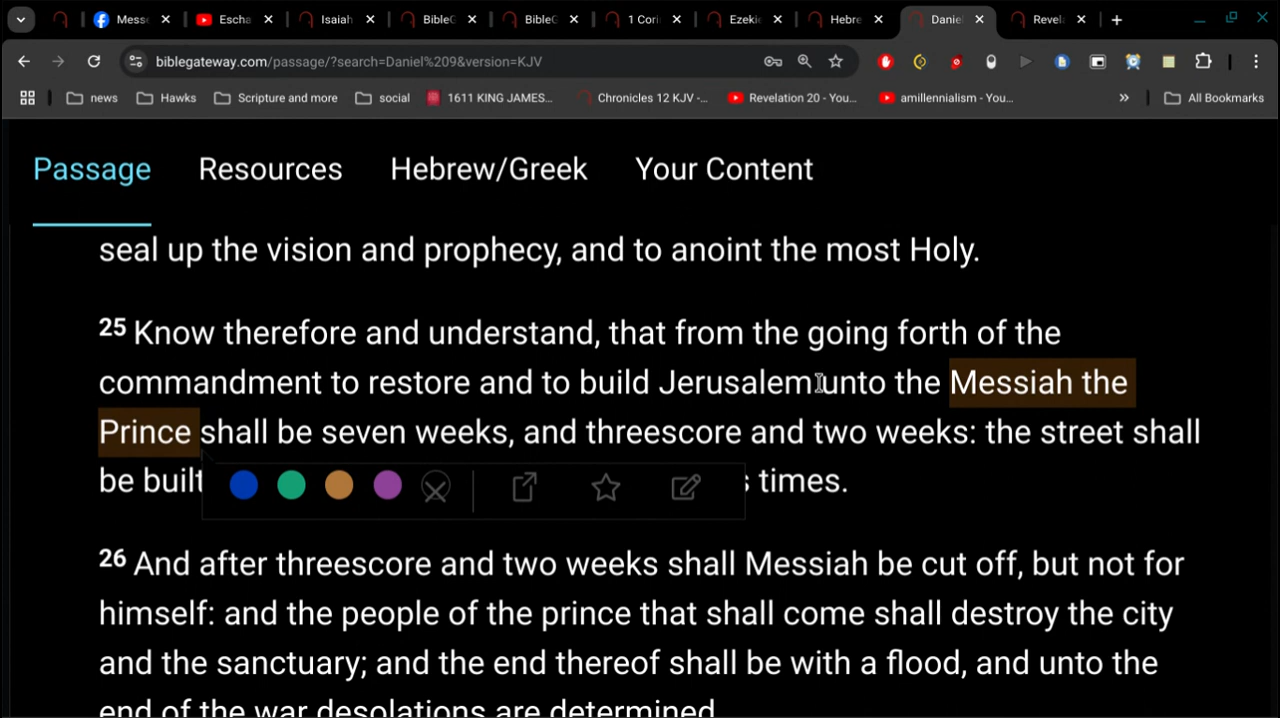 Messe
Escha
Isaiah
BibleG
BibleG
1 Cori
Ezekie
Hebre
Daniel
Revela
biblegateway.com/passage/?search=Daniel%209&version=KJV
news
Hawks
Scripture and more
social
1611 KING JAMES...
Chronicles 12 KJV -...
Revelation 20 - You...
amillennialism - You...
»
All Bookmarks
Passage Resources Hebrew/Greek Your Content
seal up the vision and prophecy, and to anoint the most Holy.
25 Know therefore and understand, that from the going forth of the
commandment to restore and to build Jerusalem unto the Messiah the
Prince shall be seven weeks, and threescore and two weeks: the street shall
be built s times.
26 And after threescore and two weeks shall Messiah be cut off, but not for
himself: and the people of the prince that shall come shall destroy the city
and the sanctuary; and the end thereof shall be with a flood, and unto the
end of the war desolations are determined.